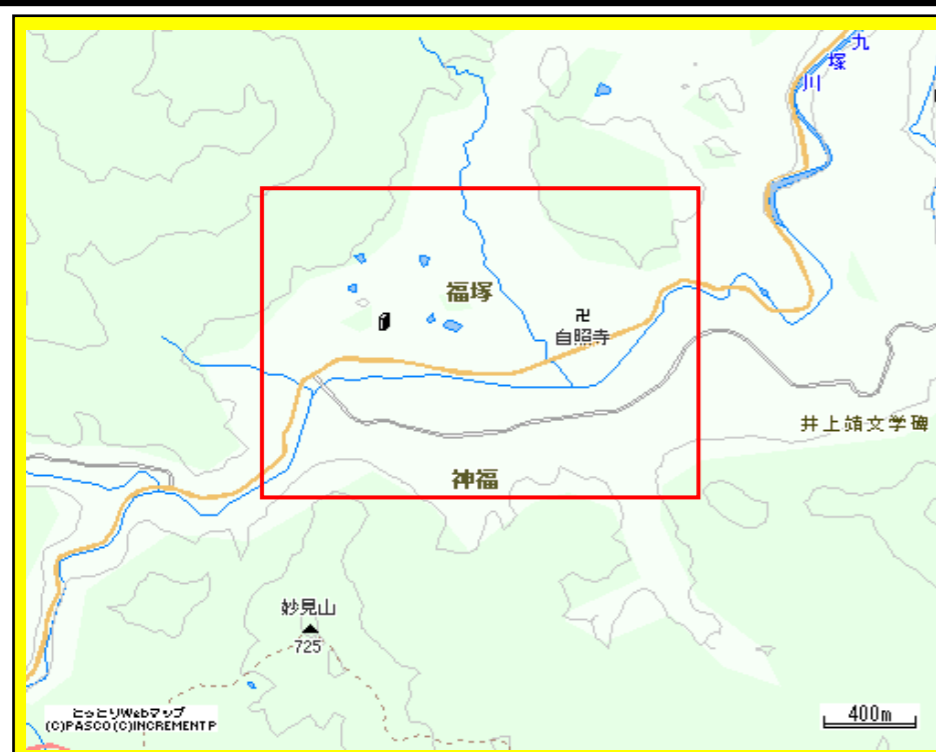 九塚川
福塚
卍
自照寺
井上靖文学碑
神福
妙見山
725
とっとりWebマップ
(C)PASCO(C)INCREMENT P
400m